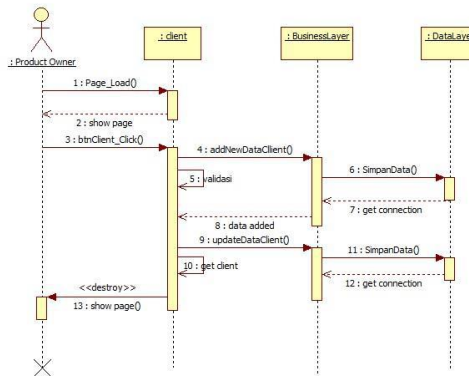 : client
: BusinessLayer
: DataLaye
: Product Owner
1 : Page_Load()
2 : show page
3 : btnClient_Click()
4 : addNewDataCllient()
5 : validasi
6 : SimpanData()
7 : get connection
8 : data added
9 : updateDataClient()
10 : get client
11 : SimpanData()
12 : get connection
<<destroy>>
13 : show page()